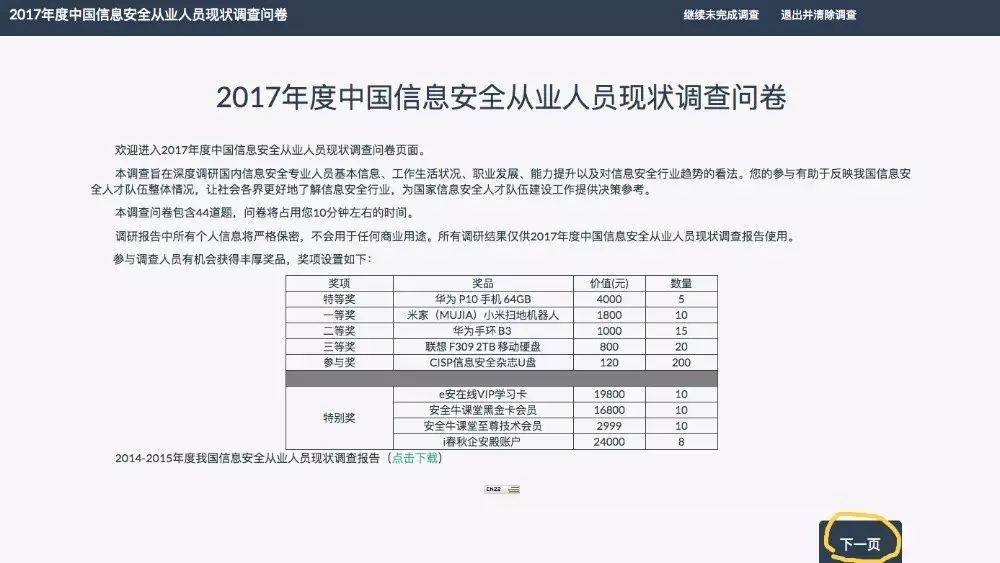 2017年度中国信息安全从业人员现状调查问卷 继续未完成调查 退出并清除调查
2017年度中国信息安全从业人员现状调查问卷
欢迎进入2017年度中国信息安全从业人员现状调查问卷页面。
本调查旨在深度调研国内信息安全专业人员基本信息、工作生活状况、职业发展、能力提升以及对信息安全行业趋势的看法。您的参与有助于反映我国信息安
全人才队伍整体情况，让社会各界更好地了解信息安全行业，为国家信息安全人才队伍建设工作提供决策参考。
本调查问卷包含44道题，问卷将占用您10分钟左右的时间。
调研报告中所有个人信息将严格保密，不会用于任何商业用途。所有调研结果仅供2017年度中国信息安全从业人员现状调查报告使用。
参与调查人员有机会获得丰厚奖品，奖项设置如下：
奖项 奖品 价值(元) 数量
特等奖 华为 P10 手机 64GB 4000 5
一等奖 米家（MUJIA）小米扫地机器人 1800 10
二等奖 华为手环 B3 1000 15
三等奖 联想 F309 2TB 移动硬盘 800 20
参与奖 CISP信息安全杂志U盘 120 200
特别奖 e安在线VIP学习卡 19800 10
安全牛课堂黑金卡会员 16800 10
安全牛课堂至尊技术会员 2999 10
i春秋企安殿账户 24000 8
2014-2015年度我国信息安全从业人员现状调查报告（点击下载）
CNZZ
下一页